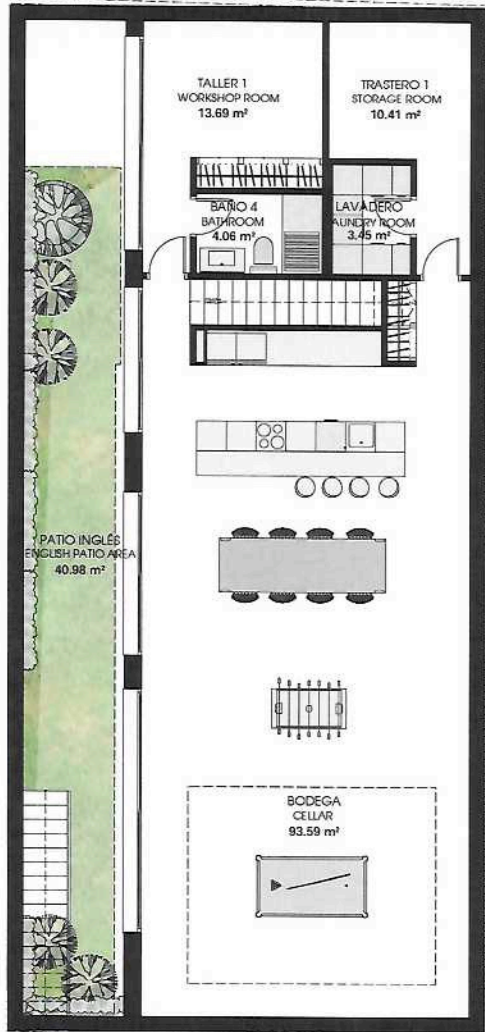 TALLER 1
WORKSHOP ROOM
13.69 m²
TRASTERO 1
STORAGE ROOM
10.41 m²
BAÑO 4
BATHROOM
4.06 m²
LAVADERO
AUNDRY ROOM
3.45 m²
PATIO INGLÉS
ENGLISH PATIO AREA
40.98 m²
BODEGA
CELLAR
93.59 m²